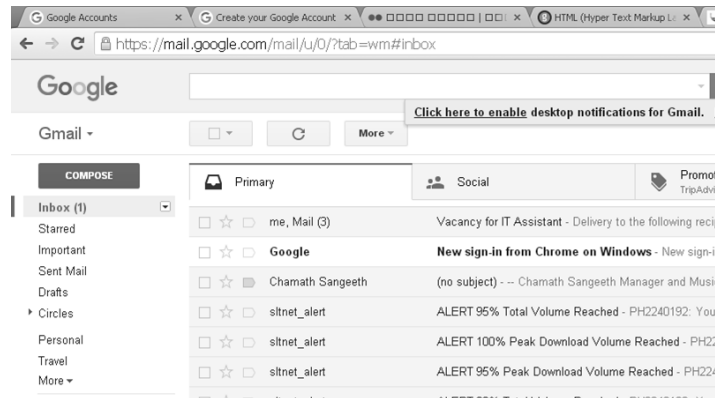 Google Accounts × Create your Google Account × □□□□ □□□□□ | □□ × HTML (Hyper Text Markup La ×
https://mail.google.com/mail/u/0/?tab=wm#inbox
Google
Click here to enable desktop notifications for Gmail.
Gmail
More
COMPOSE
Primary
Social
Promot
TripAdvi
Inbox (1)
Starred
Important
Sent Mail
Drafts
Circles
Personal
Travel
More
me, Mail (3) Vacancy for IT Assistant - Delivery to the following reci
Google New sign-in from Chrome on Windows - New sign-i
Chamath Sangeeth (no subject) - -- Chamath Sangeeth Manager and Musi
sltnet_alert ALERT 95% Total Volume Reached - PH2240192: You
sltnet_alert ALERT 100% Peak Download Volume Reached - PH22
sltnet_alert ALERT 95% Peak Download Volume Reached - PH224